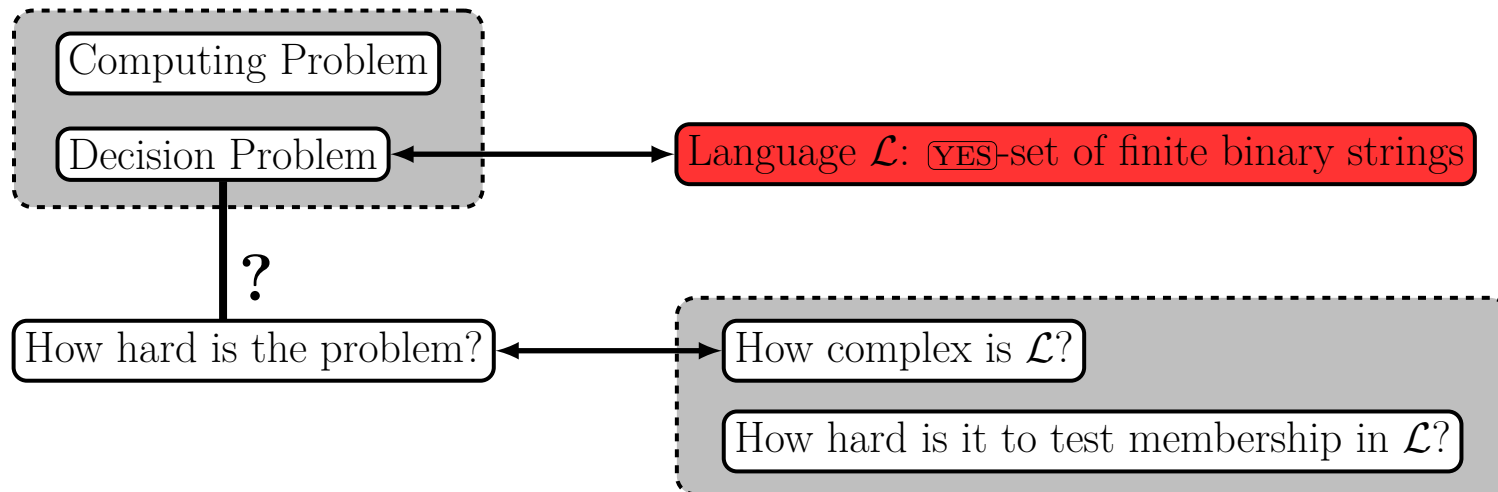 Computing Problem
Decision Problem
Language 𝓛: YES-set of finite binary strings
?
How hard is the problem?
How complex is 𝓛?
How hard is it to test membership in 𝓛?